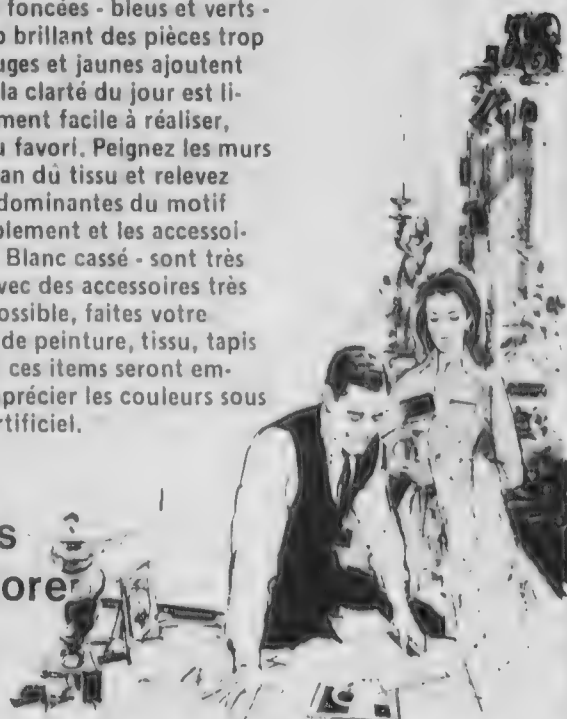 foncées - bleus et verts -
brillant des pièces trop
uges et jaunes ajoutent
la clarté du jour est li-
ment facile à réaliser,
u favori. Peignez les murs
an dû tissu et relevez
dominantes du motif
blement et les accessoi-
Blanc cassé - sont très
vec des accessoires très
ossible, faites votre
de peinture, tissu, tapis
ces items seront em-
précier les couleurs sous
rtificiel.
s
orer